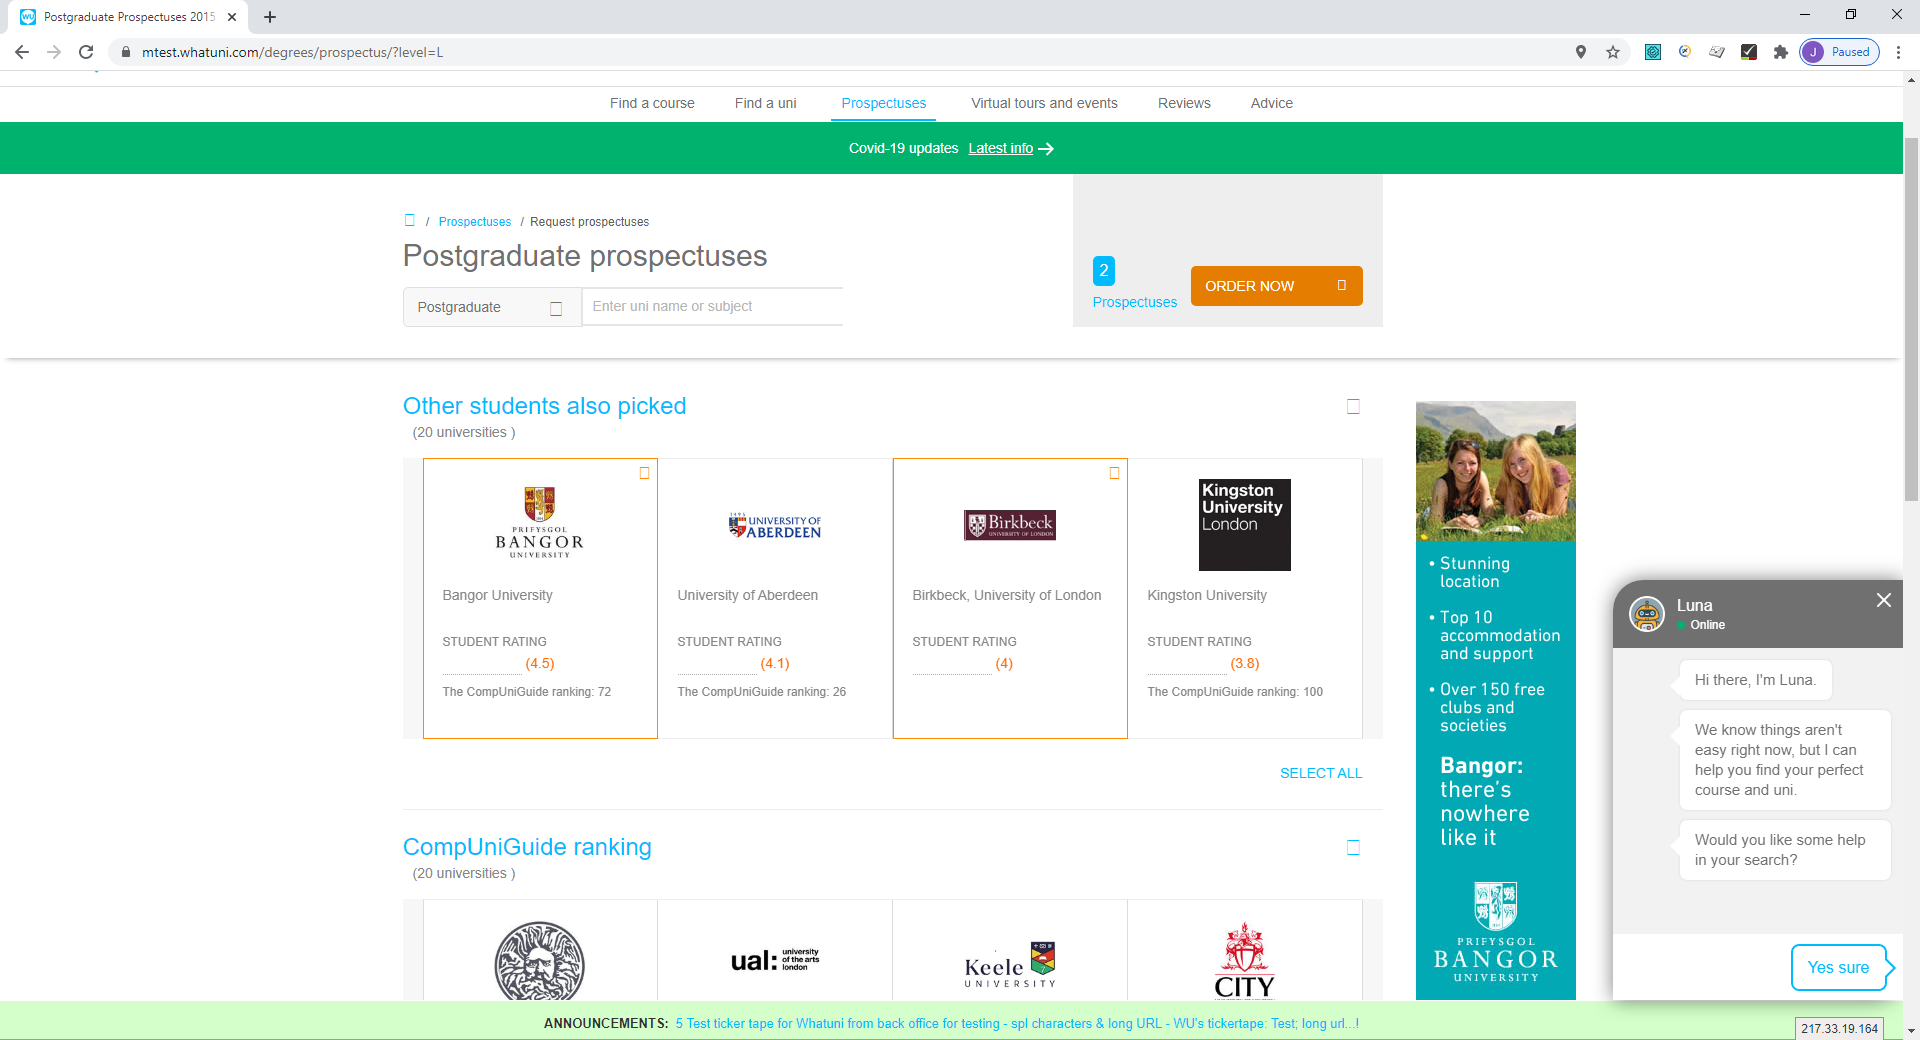 Postgraduate Prospectuses 2015
mtest.whatuni.com/degrees/prospectus/?level=L
J Paused
Find a course
Find a uni
Prospectuses
Virtual tours and events
Reviews
Advice
Covid-19 updates Latest info
/ Prospectuses / Request prospectuses
Postgraduate prospectuses
Postgraduate
Enter uni name or subject
2
Prospectuses
ORDER NOW
Other students also picked
(20 universities )
PRIFYSGOL
BANGOR
UNIVERSITY
1495
UNIVERSITY OF
ABERDEEN
Birkbeck
UNIVERSITY OF LONDON
Kingston
University
London
Bangor University
University of Aberdeen
Birkbeck, University of London
Kingston University
STUDENT RATING
STUDENT RATING
STUDENT RATING
STUDENT RATING
(4.5)
(4.1)
(4)
(3.8)
The CompUniGuide ranking: 72
The CompUniGuide ranking: 26
The CompUniGuide ranking: 100
SELECT ALL
CompUniGuide ranking
(20 universities )
ual: university
of the arts
london
Keele
UNIVERSITY
CITY
• Stunning
location
• Top 10
accommodation
and support
• Over 150 free
clubs and
societies
Bangor:
there's
nowhere
like it
PRIFYSGOL
BANGOR
UNIVERSITY
Luna
Online
Hi there, I'm Luna.
We know things aren't
easy right now, but I can
help you find your perfect
course and uni.
Would you like some help
in your search?
Yes sure
ANNOUNCEMENTS: 5 Test ticker tape for Whatuni from back office for testing - spl characters & long URL - WU's tickertape: Test; long url...!
217.33.19.164